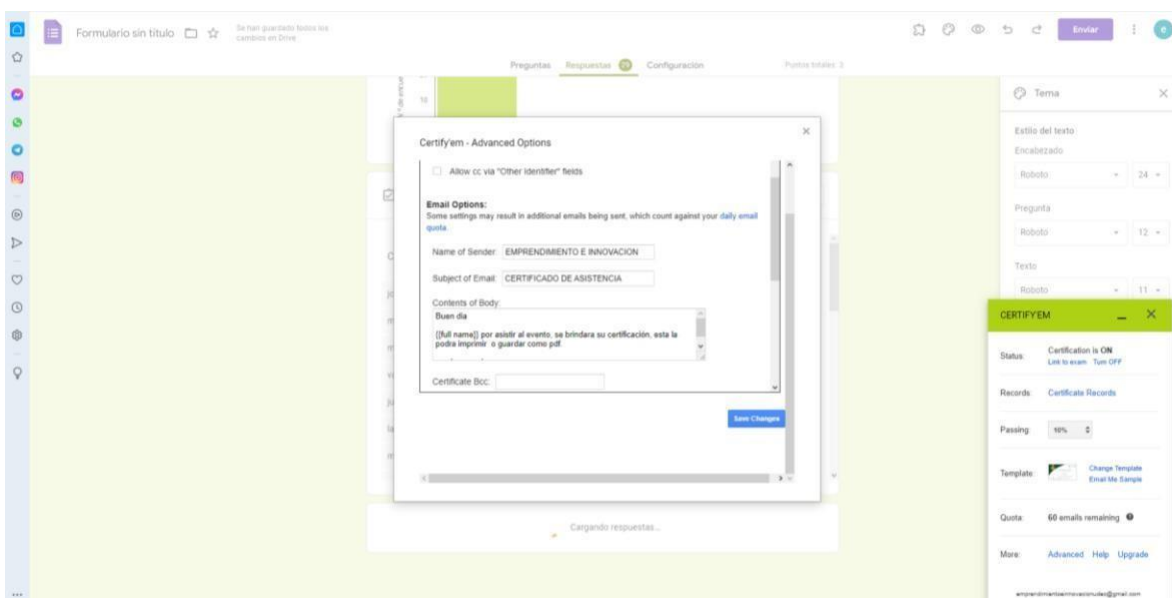 Formulario sin título
Se han guardado todos los
cambios en Drive
Enviar
Preguntas Respuestas Configuración
Puntos totales: 3
Tema
Estilo del texto
Encabezado
Roboto 24
Pregunta
Roboto 12
Texto
Roboto 11
Certify'em - Advanced Options
Allow cc via "Other Identifier" fields
Email Options:
Some settings may result in additional emails being sent, which count against your daily email
quota.
Name of Sender: EMPRENDIMIENTO E INNOVACION
Subject of Email: CERTIFICADO DE ASISTENCIA
Contents of Body:
Buen dia
{{full name}} por asistir al evento, se brindara su certificación, esta la
podra imprimir o guardar como pdf.
Certificate Bcc:
Save Changes
Cargando respuestas...
CERTIFY'EM
Status: Certification is ON
Link to exam Turn OFF
Records: Certificate Records
Passing: 10%
Template: Change Template
Email Me Sample
Quota: 60 emails remaining
More: Advanced Help Upgrade
emprendimientoeinnovacionudec@gmail.com